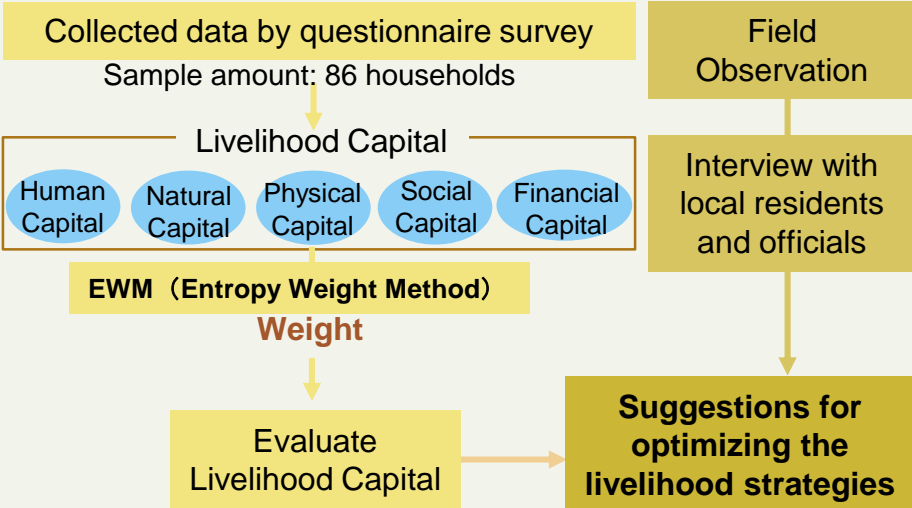 Collected data by questionnaire survey
Sample amount: 86 households
Livelihood Capital
Human
Capital
Natural
Capital
Physical
Capital
Social
Capital
Financial
Capital
EWM（Entropy Weight Method）
Weight
Evaluate
Livelihood Capital
Field
Observation
Interview with
local residents
and officials
Suggestions for
optimizing the
livelihood strategies